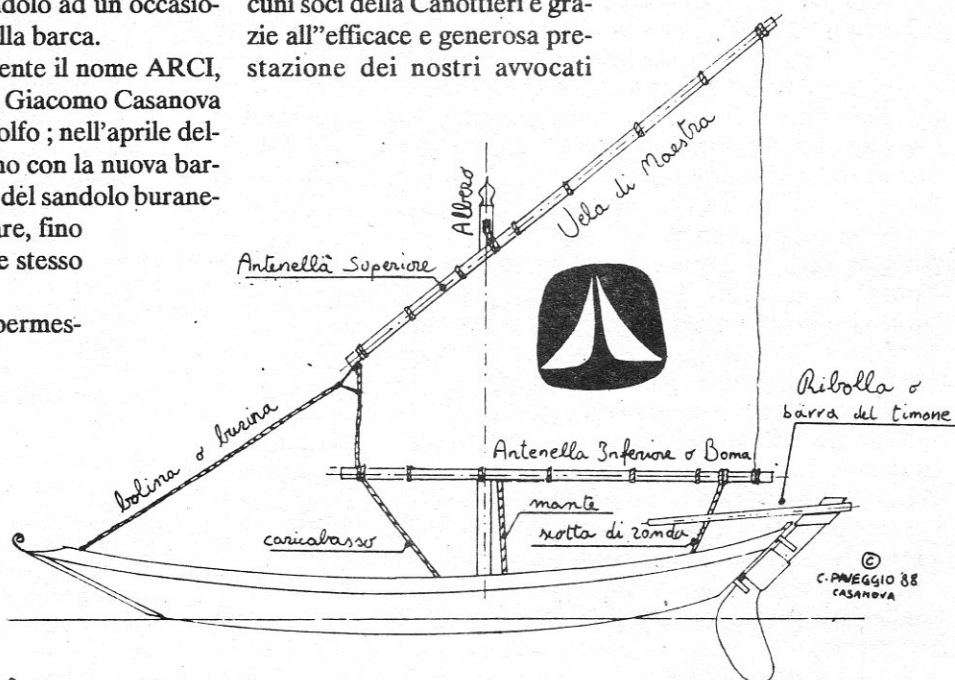 ndolo ad un occasio-
lla barca.
ente il nome ARCI,
Giacomo Casanova
olfo ; nell'aprile del-
no con la nuova bar-
del sandolo burane-
are, fino
e stesso
permes-
cuni soci della Canottieri e gra-
zie all''efficace e generosa pre-
stazione dei nostri avvocati
Albero
Vela di Maestra
Antenella Superiore
bolina o buzina
Ribolla o
barra del timone
Antenella Inferiore o Boma
caricabasso
mante
scotta di zonda
©
C. PAVEGGIO '88
CASANOVA